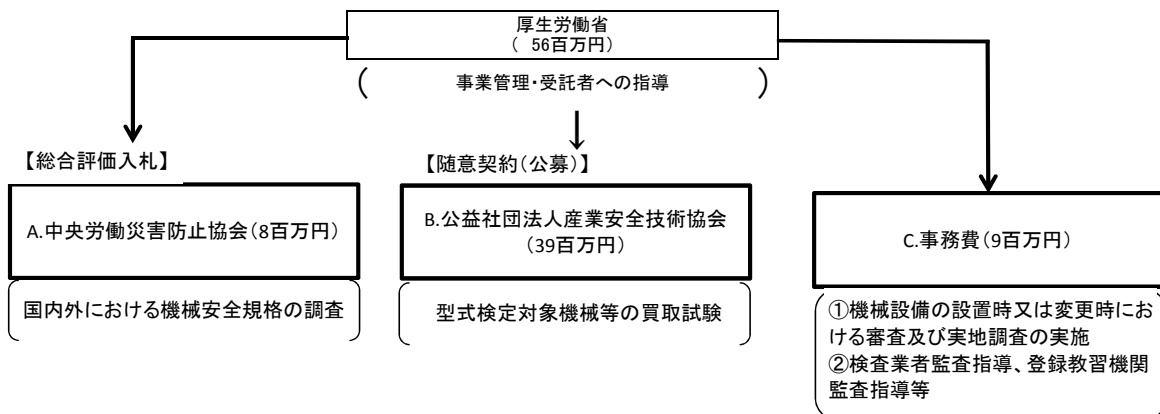 厚生労働省
( 56百万円)
( 事業管理・受託者への指導 )
【総合評価入札】
【随意契約(公募)】
A.中央労働災害防止協会(8百万円)
B.公益社団法人産業安全技術協会
(39百万円)
C.事務費(9百万円)
国内外における機械安全規格の調査
型式検定対象機械等の買取試験
①機械設備の設置時又は変更時にお
ける審査及び実地調査の実施
②検査業者監査指導、登録教習機関
監査指導等